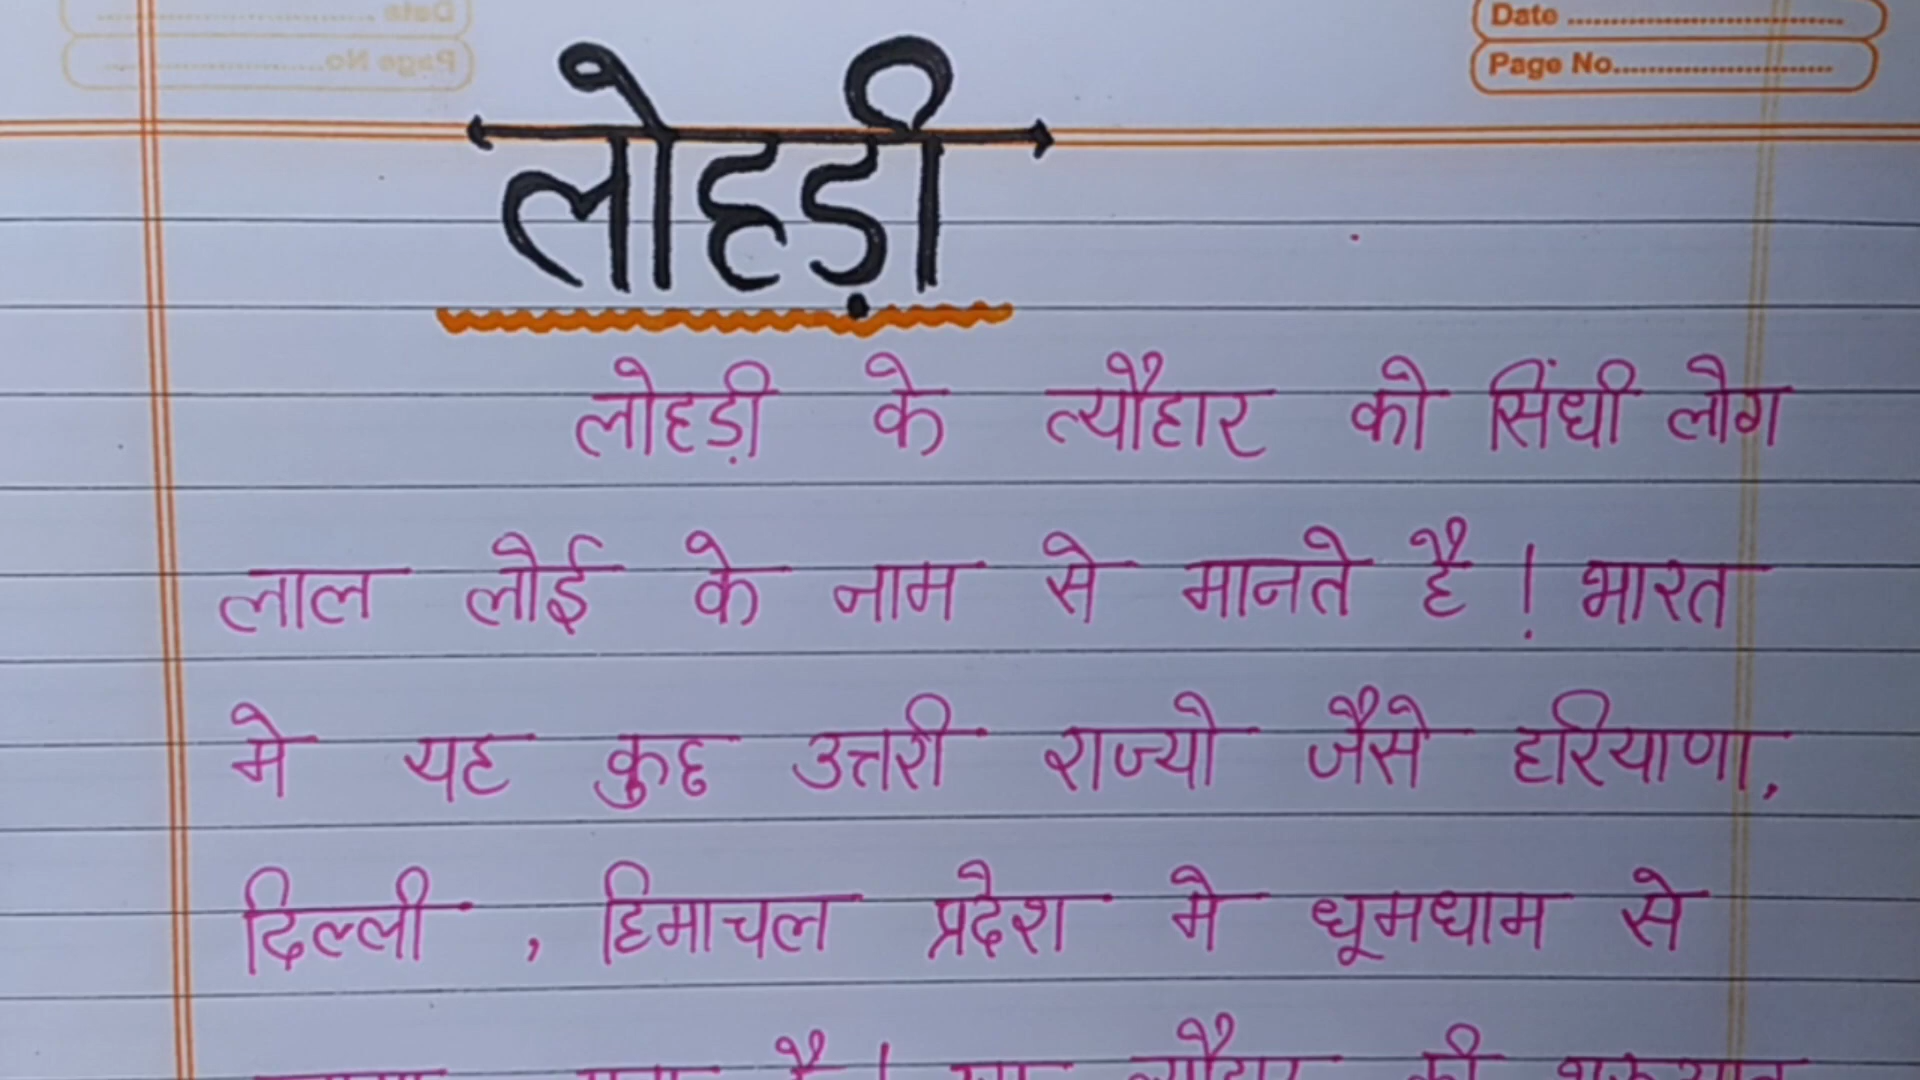 Date
Page No.
लोहड़ी
लोहड़ी के त्यौहार को सिंधी लोग
लाल लोई के नाम से मानते है ! भारत
मे यह कुछ उत्तरी राज्यो जैसे हरियाणा,
दिल्ली , हिमाचल प्रदेश मे धूमधाम से